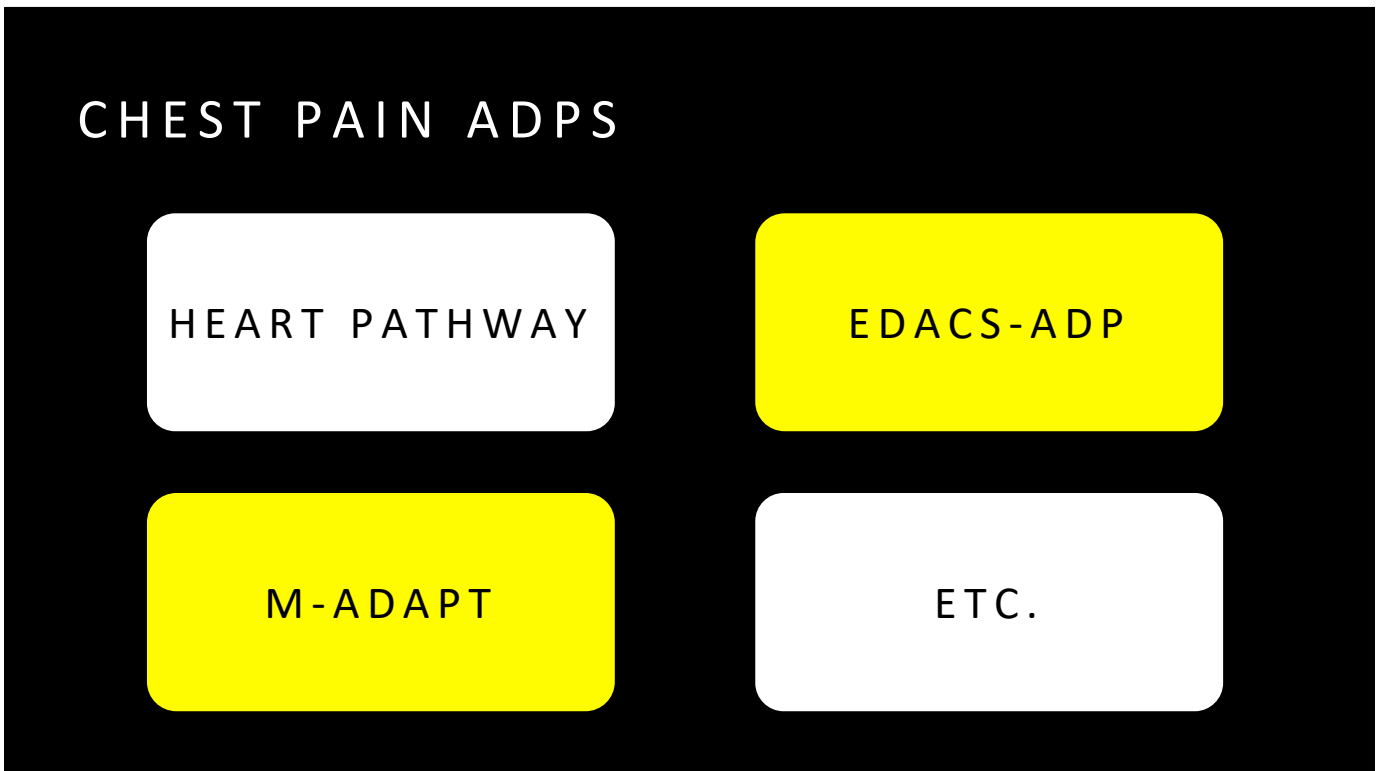 CHEST PAIN ADPS
HEART PATHWAY
EDACS-ADP
M-ADAPT
ETC.